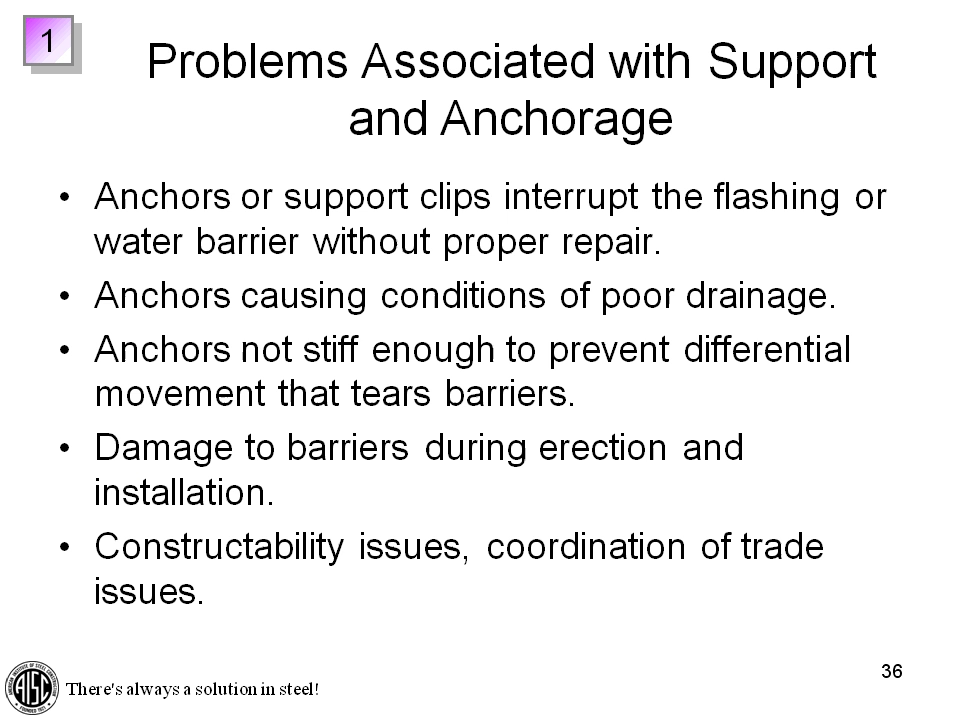 1
Problems Associated with Support
and Anchorage
• Anchors or support clips interrupt the flashing or
water barrier without proper repair.
• Anchors causing conditions of poor drainage.
• Anchors not stiff enough to prevent differential
movement that tears barriers.
• Damage to barriers during erection and
installation.
• Constructability issues, coordination of trade
issues.
AISC
There's always a solution in steel!
36